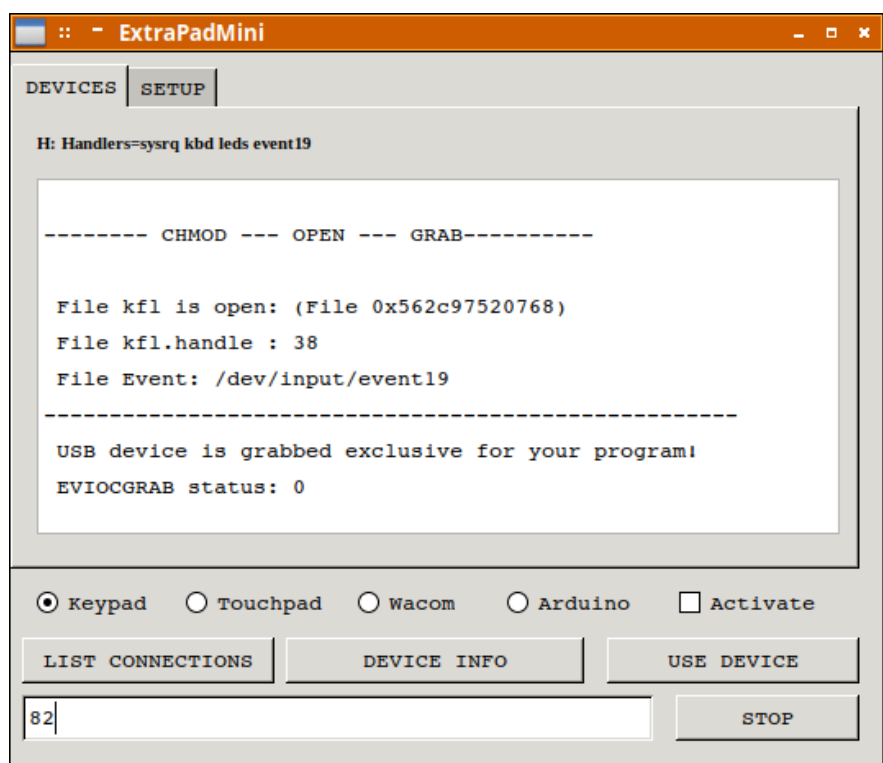 ExtraPadMini
DEVICES SETUP
H: Handlers=sysrq kbd leds event19
-------- CHMOD --- OPEN --- GRAB----------
File kfl is open: (File 0x562c97520768)
File kfl.handle : 38
File Event: /dev/input/event19
-----------------------------------------------------
USB device is grabbed exclusive for your program!
EVIOCGRAB status: 0
Keypad Touchpad Wacom Arduino Activate
LIST CONNECTIONS DEVICE INFO USE DEVICE
82 STOP